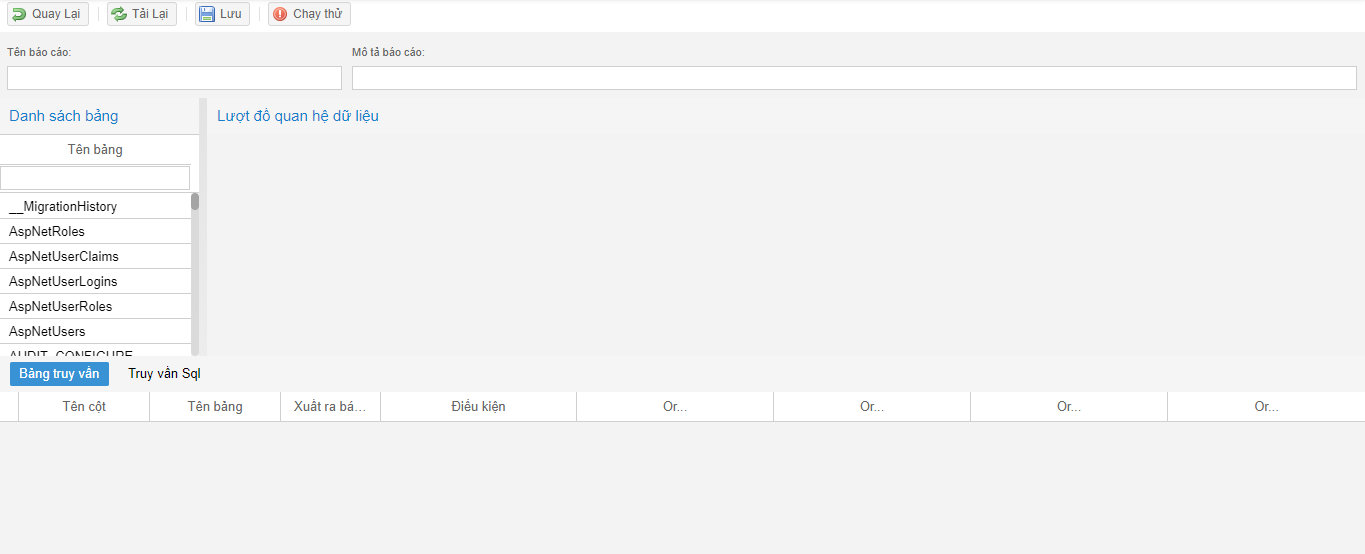 Quay Lại Tải Lại Lưu Chạy thử
Tên báo cáo: Mô tả báo cáo:
Danh sách bảng Lượt đồ quan hệ dữ liệu
Tên bảng
__MigrationHistory
AspNetRoles
AspNetUserClaims
AspNetUserLogins
AspNetUserRoles
AspNetUsers
AUDIT_CONFIGURE
Bảng truy vấn Truy vấn Sql
Tên cột Tên bảng Xuất ra bá... Điều kiện Or... Or... Or... Or...